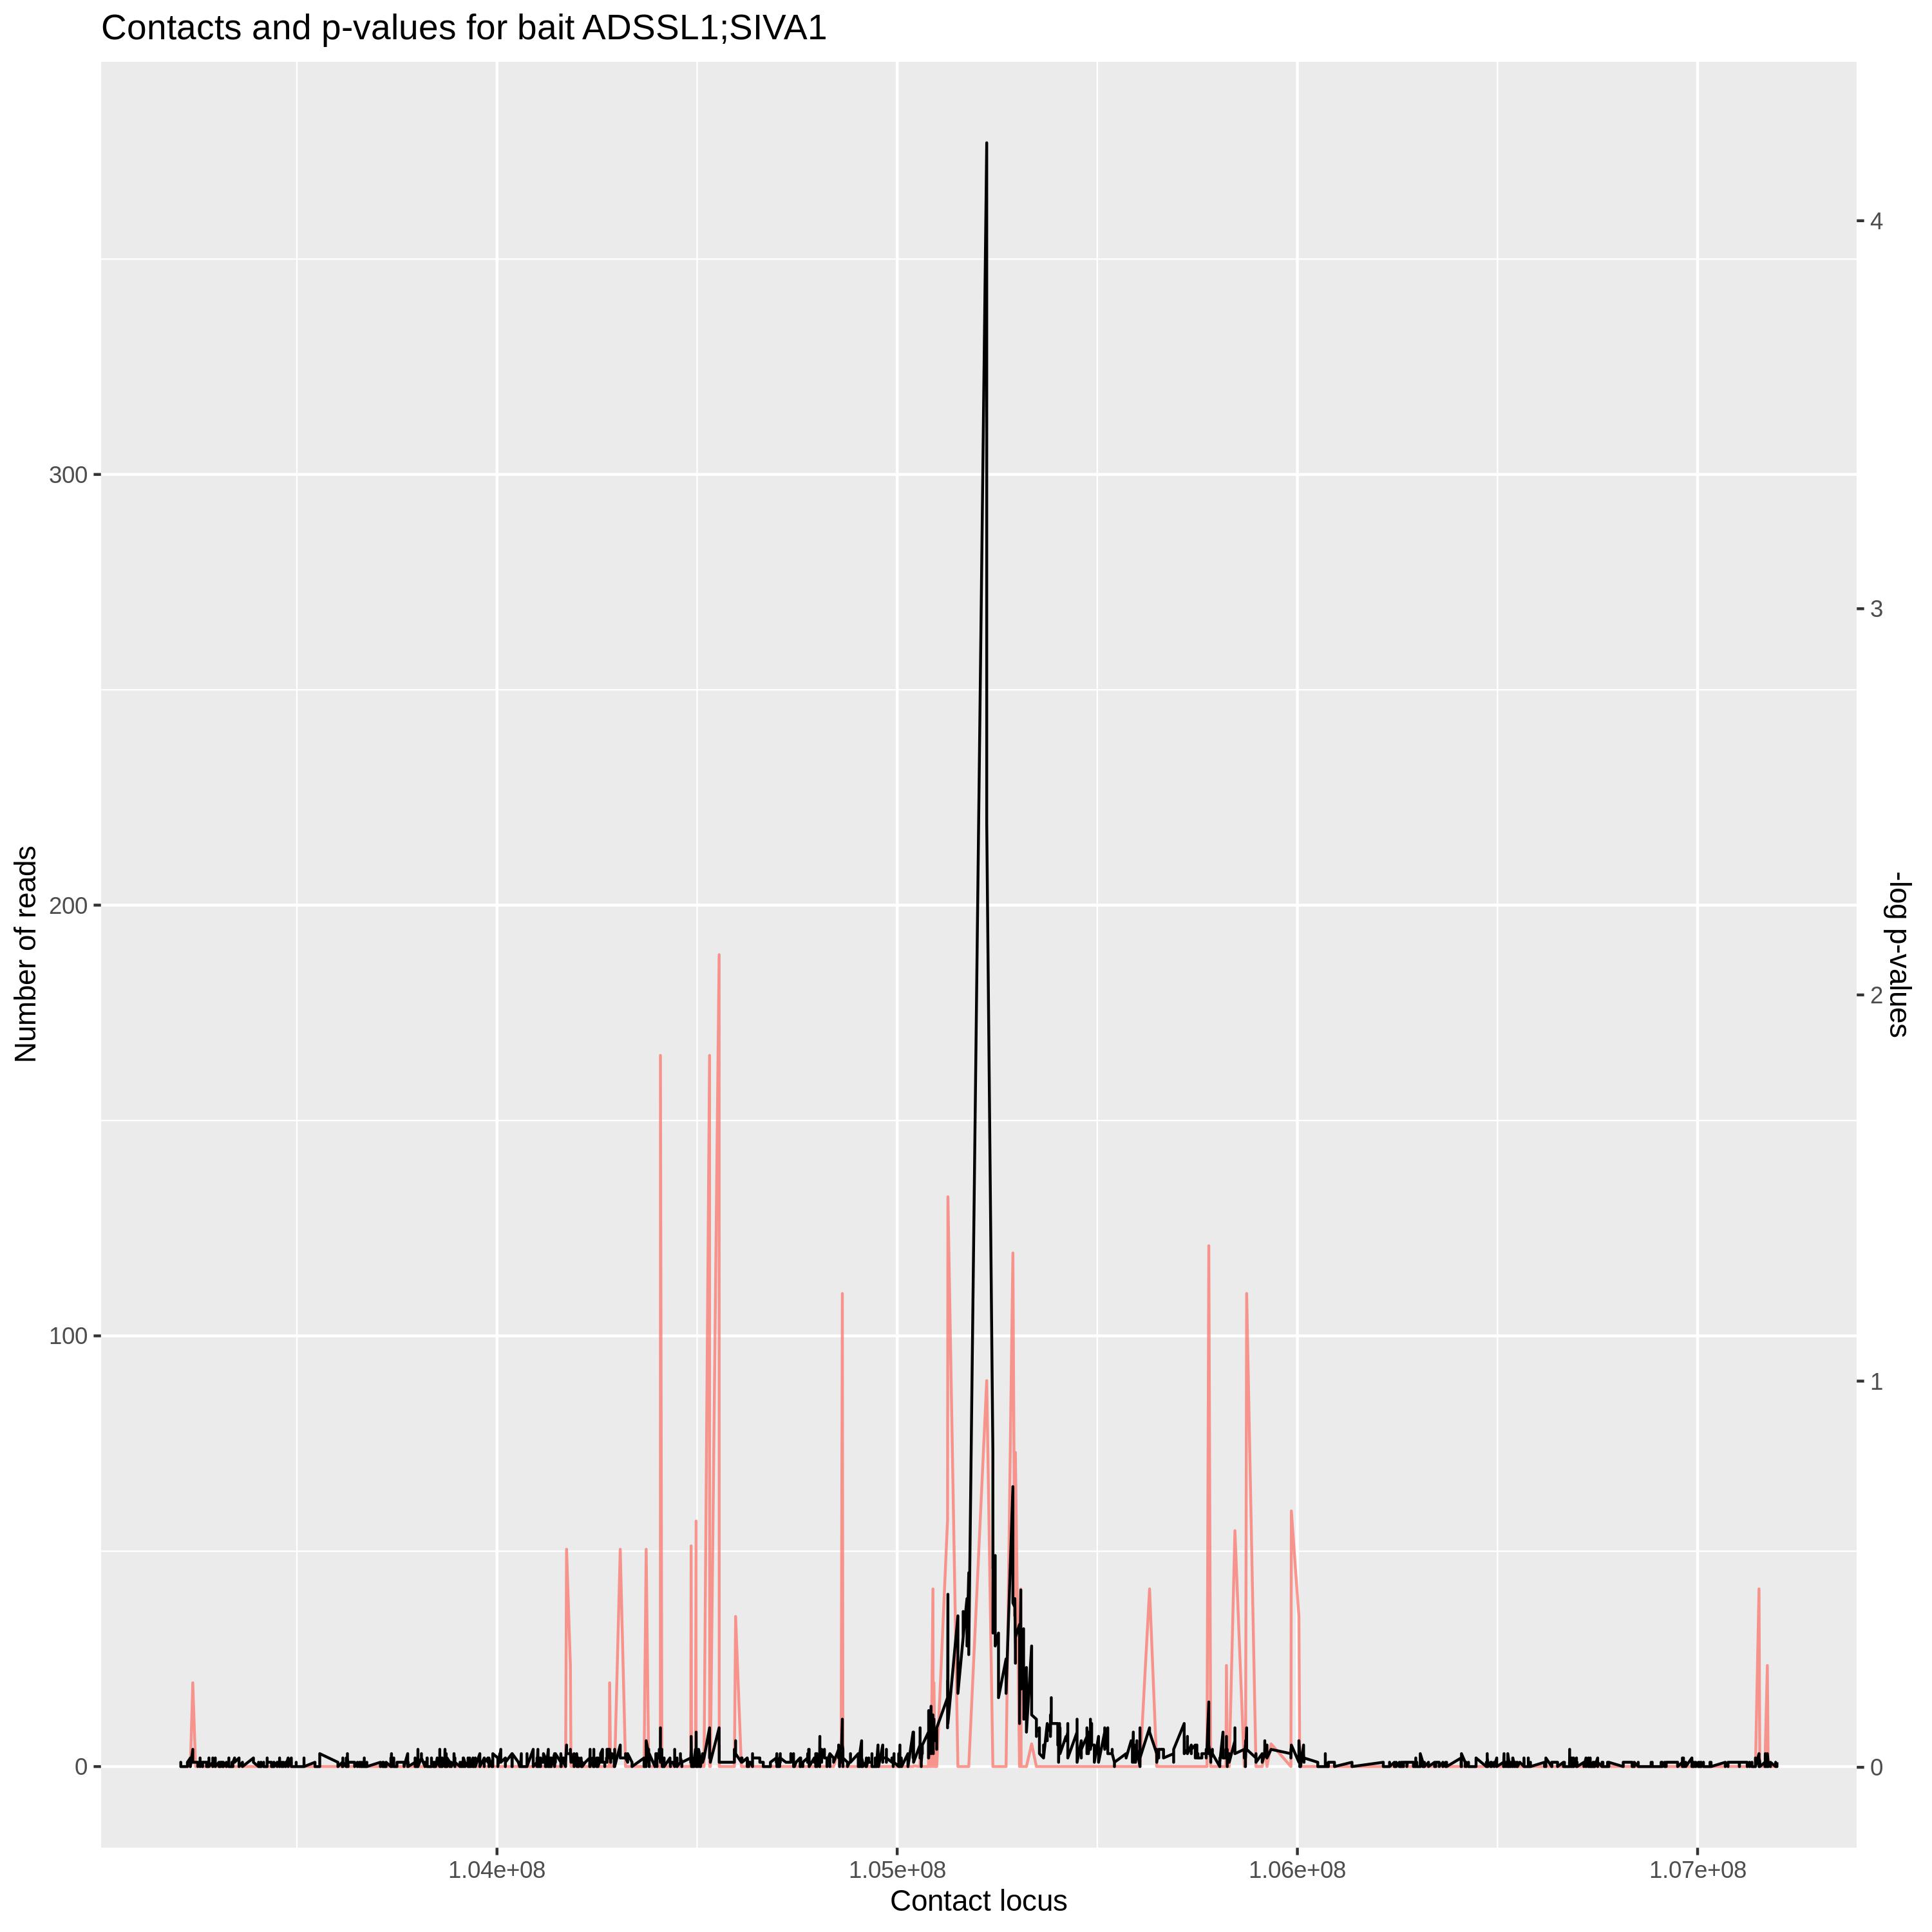 Contacts and p-values for bait ADSSL1;SIVA1
Number of reads
300
200
100
0
4
3
2
1
0
-log p-values
1.04e+08
1.05e+08
1.06e+08
1.07e+08
Contact locus